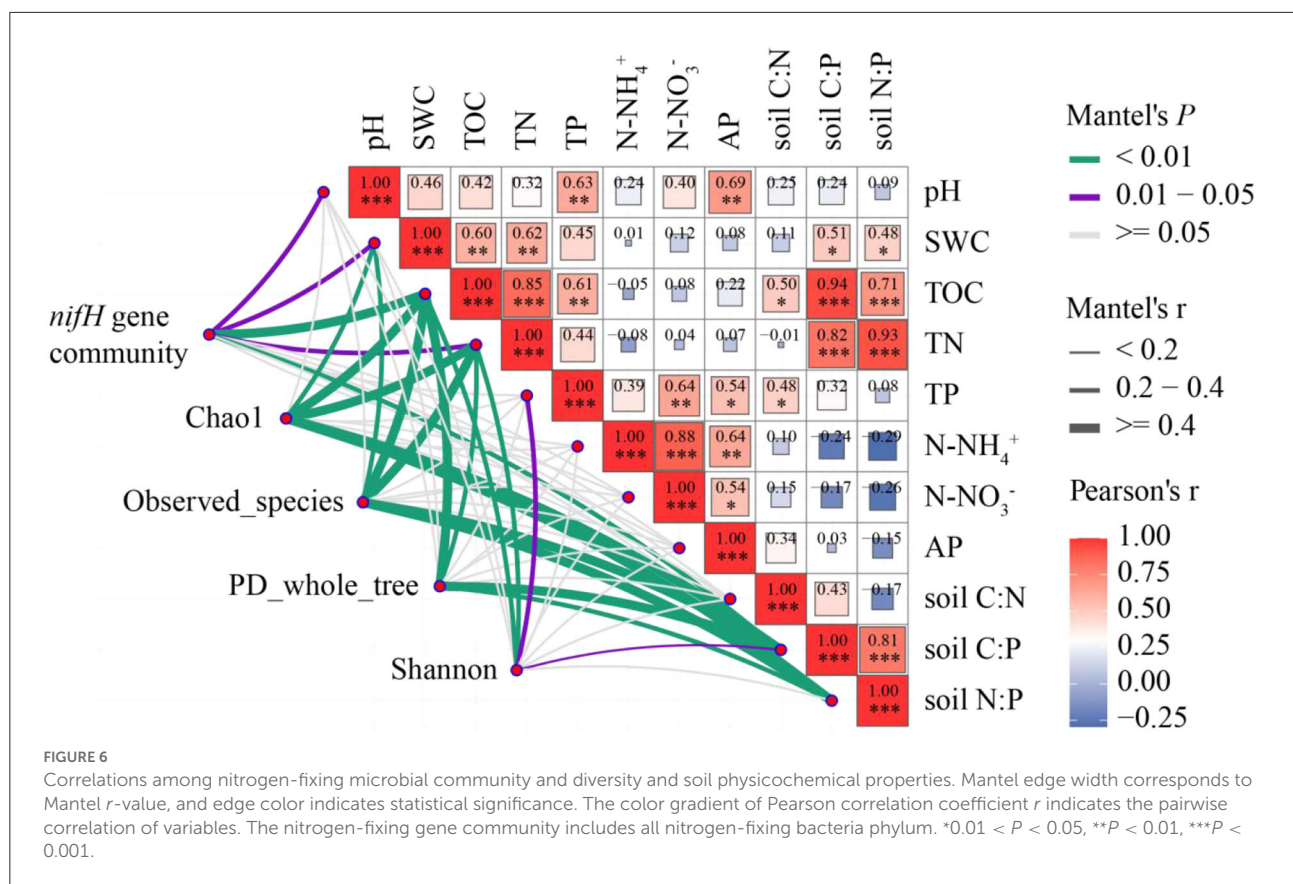 pH SWC TOC TN TP N-NH₄⁺ N-NO₃⁻ AP soil C:N soil C:P soil N:P
1.00 0.46 0.42 0.32 0.63 0.24 0.40 0.69 0.25 0.24 0.09 pH
*** ** **
1.00 0.60 0.62 0.45 0.01 0.12 0.08 0.11 0.51 0.48 SWC
*** ** ** * *
1.00 0.85 0.61 −0.05 0.08 0.22 0.50 0.94 0.71 TOC
*** *** ** * *** ***
1.00 0.44 −0.08 0.04 0.07 −0.01 0.82 0.93 TN
*** *** ***
1.00 0.39 0.64 0.54 0.48 0.32 0.08 TP
*** ** * *
1.00 0.88 0.64 0.10 −0.24 −0.29 N-NH₄⁺
*** *** **
1.00 0.54 0.15 −0.17 −0.26 N-NO₃⁻
*** *
1.00 0.34 0.03 −0.15 AP
***
1.00 0.43 −0.17 soil C:N
***
1.00 0.81 soil C:P
*** ***
1.00 soil N:P
***
nifH gene
community
Chao1
Observed_species
PD_whole_tree
Shannon
Mantel's P
< 0.01
0.01 − 0.05
>= 0.05
Mantel's r
< 0.2
0.2 − 0.4
>= 0.4
Pearson's r
1.00
0.75
0.50
0.25
0.00
−0.25
FIGURE 6
Correlations among nitrogen-fixing microbial community and diversity and soil physicochemical properties. Mantel edge width corresponds to
Mantel r-value, and edge color indicates statistical significance. The color gradient of Pearson correlation coefficient r indicates the pairwise
correlation of variables. The nitrogen-fixing gene community includes all nitrogen-fixing bacteria phylum. *0.01 < P < 0.05, **P < 0.01, ***P <
0.001.